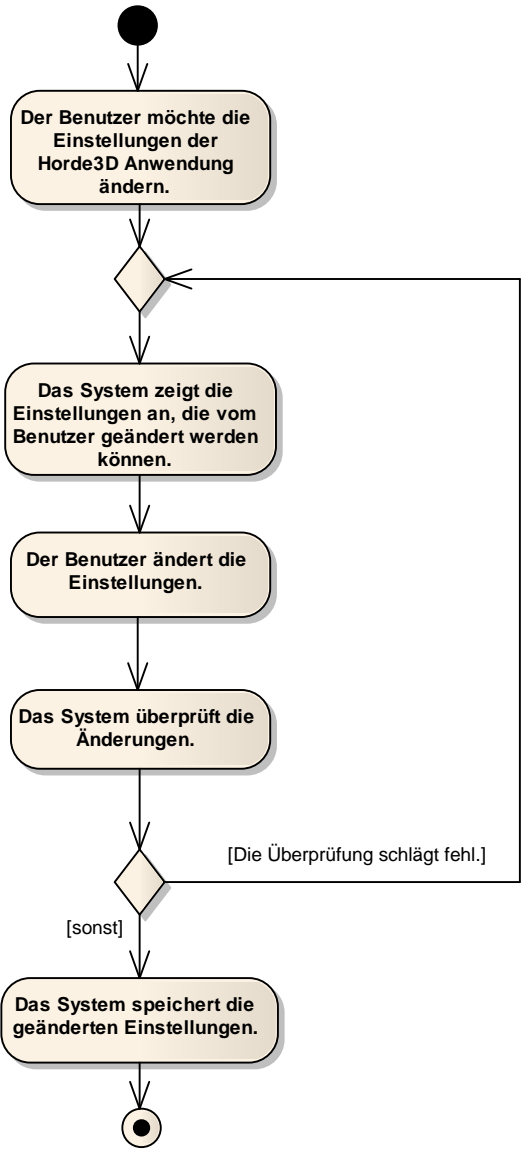 Der Benutzer möchte die
Einstellungen der
Horde3D Anwendung
ändern.
Das System zeigt die
Einstellungen an, die vom
Benutzer geändert werden
können.
Der Benutzer ändert die
Einstellungen.
Das System überprüft die
Änderungen.
[Die Überprüfung schlägt fehl.]
[sonst]
Das System speichert die
geänderten Einstellungen.